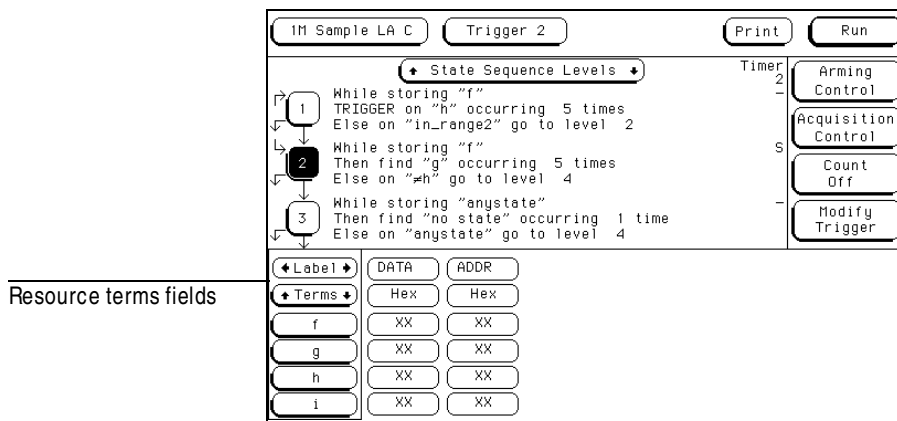 1M Sample LA C Trigger 2 Print Run
State Sequence Levels Timer
2
Arming
Control
Acquisition
Control
Count
Off
Modify
Trigger
1 While storing "f" -
TRIGGER on "h" occurring 5 times
Else on "in_range2" go to level 2
2 While storing "f" S
Then find "g" occurring 5 times
Else on "≠h" go to level 4
3 While storing "anystate" -
Then find "no state" occurring 1 time
Else on "anystate" go to level 4
Resource terms fields
Label DATA ADDR
Terms Hex Hex
f XX XX
g XX XX
h XX XX
i XX XX